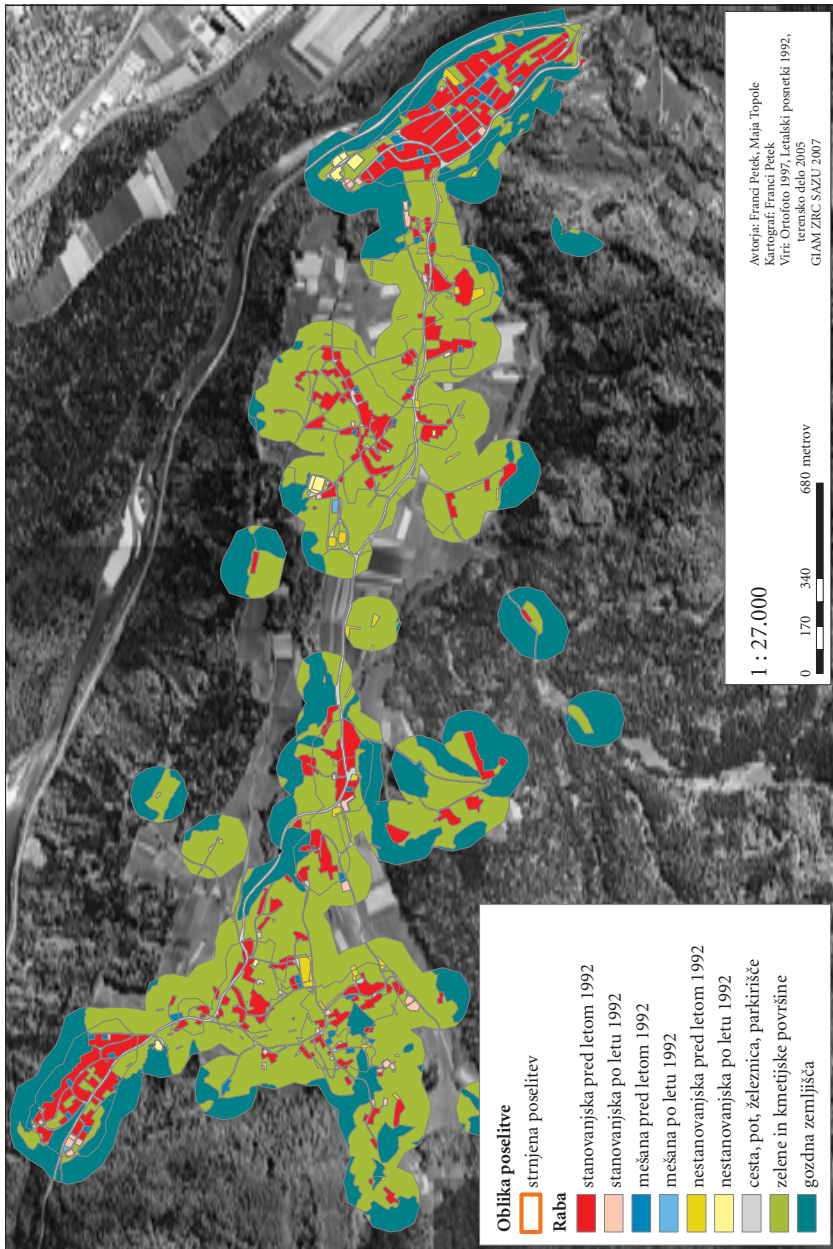 Oblika poselitve
strnjena poselitev
Raba
stanovanjska pred letom 1992
stanovanjska po letu 1992
mešana pred letom 1992
mešana po letu 1992
nestanovanjska pred letom 1992
nestanovanjska po letu 1992
cesta, pot, železnica, parkirišče
zelene in kmetijske površine
gozdna zemljišča
1 : 27.000
0 170 340 680 metrov
Avtorja: Franci Petek, Maja Topole
Kartograf: Franci Petek
Viri: Ortofoto 1997, Letalski posnetki 1992,
terensko delo 2005
GIAM ZRC SAZU 2007